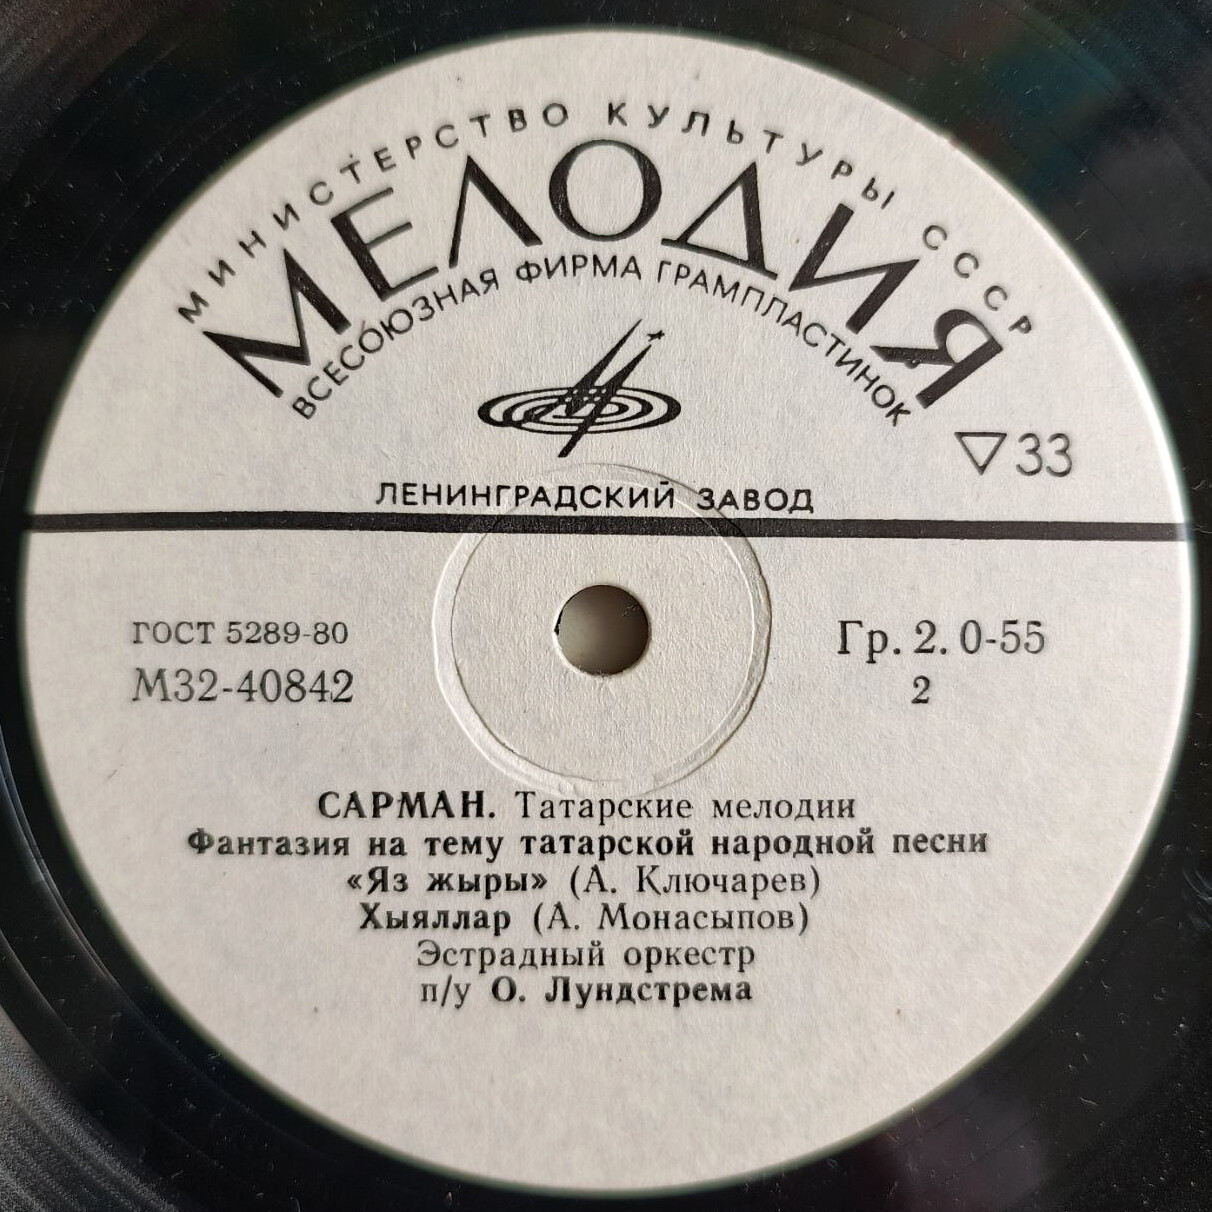 МИНИСТЕРСТВО КУЛЬТУРЫ СССР
МЕЛОДИЯ
ВСЕСОЮЗНАЯ ФИРМА ГРАМПЛАСТИНОК
▽33
ЛЕНИНГРАДСКИЙ ЗАВОД
ГОСТ 5289-80
М32-40842
Гр. 2. 0-55
2
САРМАН. Татарские мелодии
Фантазия на тему татарской народной песни
«Яз жыры» (А. Ключарев)
Хыяллар (А. Монасыпов)
Эстрадный оркестр
п/у О. Лундстрема